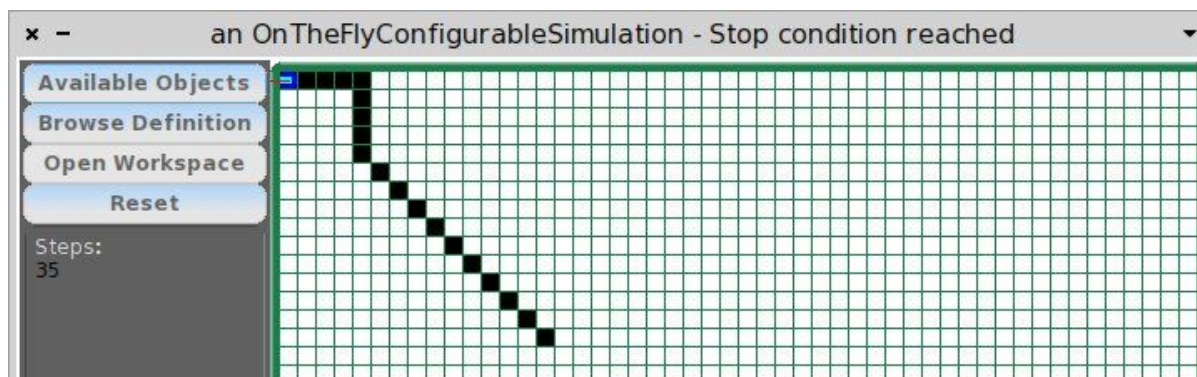 an OnTheFlyConfigurableSimulation - Stop condition reached
Available Objects
Browse Definition
Open Workspace
Reset
Steps:
35